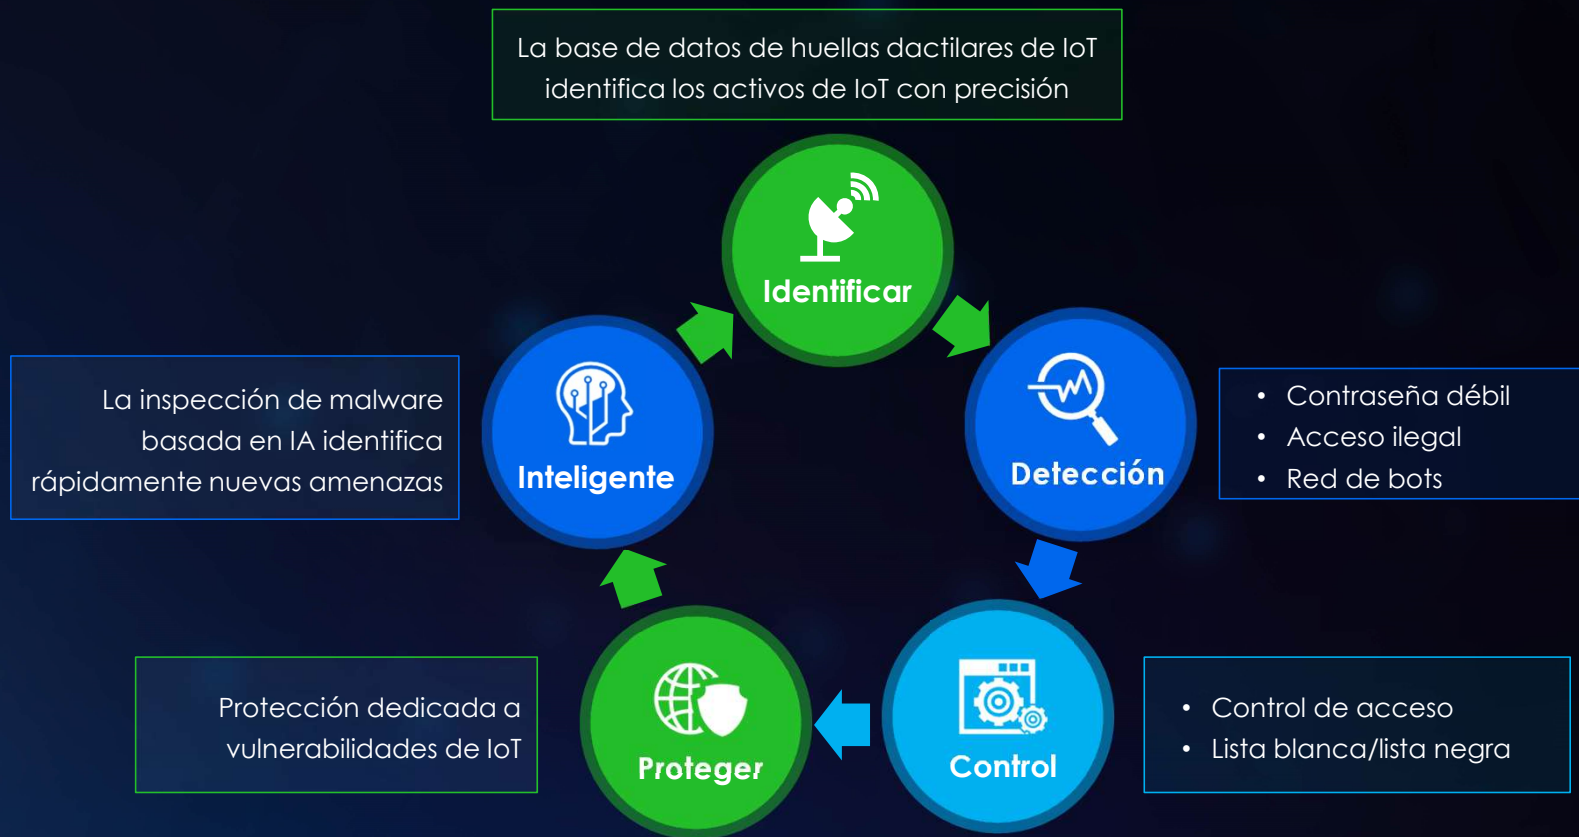 La base de datos de huellas dactilares de IoT
identifica los activos de IoT con precisión
Identificar
La inspección de malware
basada en IA identifica
rápidamente nuevas amenazas
Inteligente
Detección
• Contraseña débil
• Acceso ilegal
• Red de bots
Protección dedicada a
vulnerabilidades de IoT
Proteger
Control
• Control de acceso
• Lista blanca/lista negra